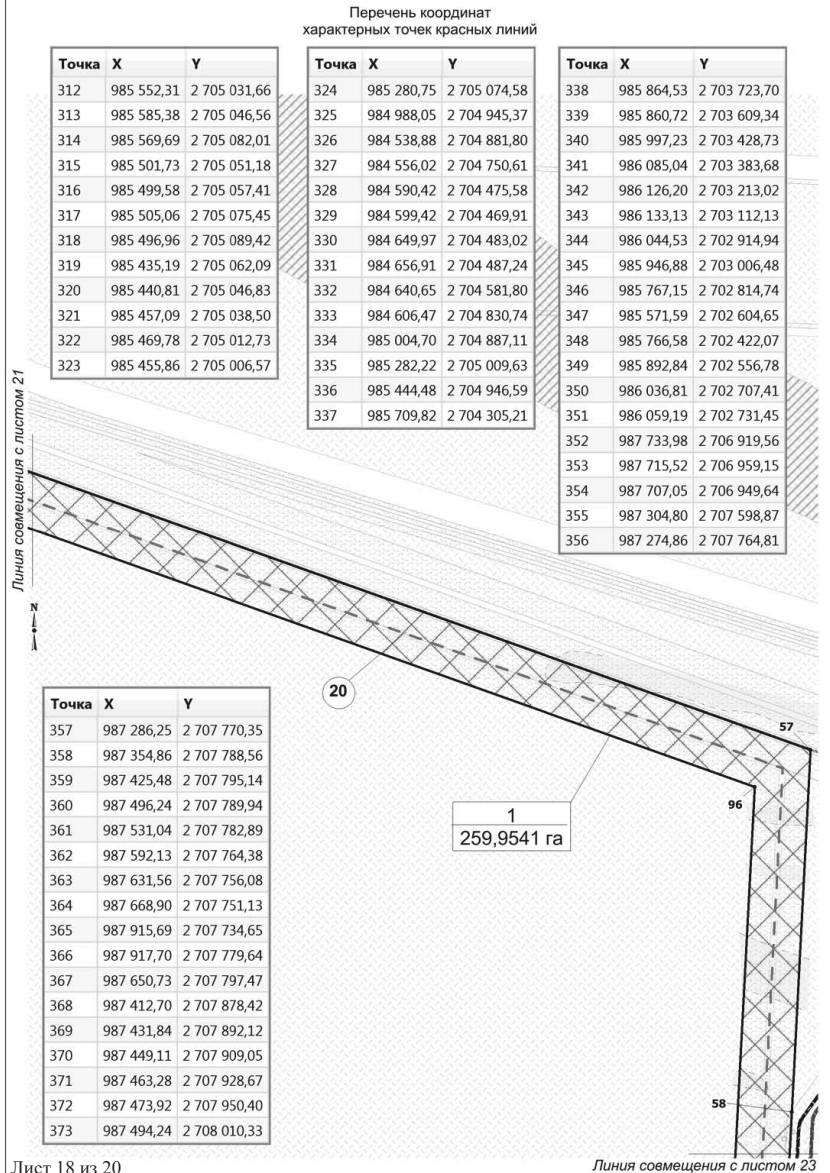 Перечень координат
характерных точек красных линий
Точка X Y
312 985 552,31 2 705 031,66
313 985 585,38 2 705 046,56
314 985 569,69 2 705 082,01
315 985 501,73 2 705 051,18
316 985 499,58 2 705 057,41
317 985 505,06 2 705 075,45
318 985 496,96 2 705 089,42
319 985 435,19 2 705 062,09
320 985 440,81 2 705 046,83
321 985 457,09 2 705 038,50
322 985 469,78 2 705 012,73
323 985 455,86 2 705 006,57
Точка X Y
324 985 280,75 2 705 074,58
325 984 988,05 2 704 945,37
326 984 538,88 2 704 881,80
327 984 556,02 2 704 750,61
328 984 590,42 2 704 475,58
329 984 599,42 2 704 469,91
330 984 649,97 2 704 483,02
331 984 656,91 2 704 487,24
332 984 640,65 2 704 581,80
333 984 606,47 2 704 830,74
334 985 004,70 2 704 887,11
335 985 282,22 2 705 009,63
336 985 444,48 2 704 946,59
337 985 709,82 2 704 305,21
Точка X Y
338 985 864,53 2 703 723,70
339 985 860,72 2 703 609,34
340 985 997,23 2 703 428,73
341 986 085,04 2 703 383,68
342 986 126,20 2 703 213,02
343 986 133,13 2 703 112,13
344 986 044,53 2 702 914,94
345 985 946,88 2 703 006,48
346 985 767,15 2 702 814,74
347 985 571,59 2 702 604,65
348 985 766,58 2 702 422,07
349 985 892,84 2 702 556,78
350 986 036,81 2 702 707,41
351 986 059,19 2 702 731,45
352 987 733,98 2 706 919,56
353 987 715,52 2 706 959,15
354 987 707,05 2 706 949,64
355 987 304,80 2 707 598,87
356 987 274,86 2 707 764,81
Линия совмещения с листом 21
N
20
57
96
1
259,9541 га
58
Точка X Y
357 987 286,25 2 707 770,35
358 987 354,86 2 707 788,56
359 987 425,48 2 707 795,14
360 987 496,24 2 707 789,94
361 987 531,04 2 707 782,89
362 987 592,13 2 707 764,38
363 987 631,56 2 707 756,08
364 987 668,90 2 707 751,13
365 987 915,69 2 707 734,65
366 987 917,70 2 707 779,64
367 987 650,73 2 707 797,47
368 987 412,70 2 707 878,42
369 987 431,84 2 707 892,12
370 987 449,11 2 707 909,05
371 987 463,28 2 707 928,67
372 987 473,92 2 707 950,40
373 987 494,24 2 708 010,33
Линия совмещения с листом 23
Лист 18 из 20